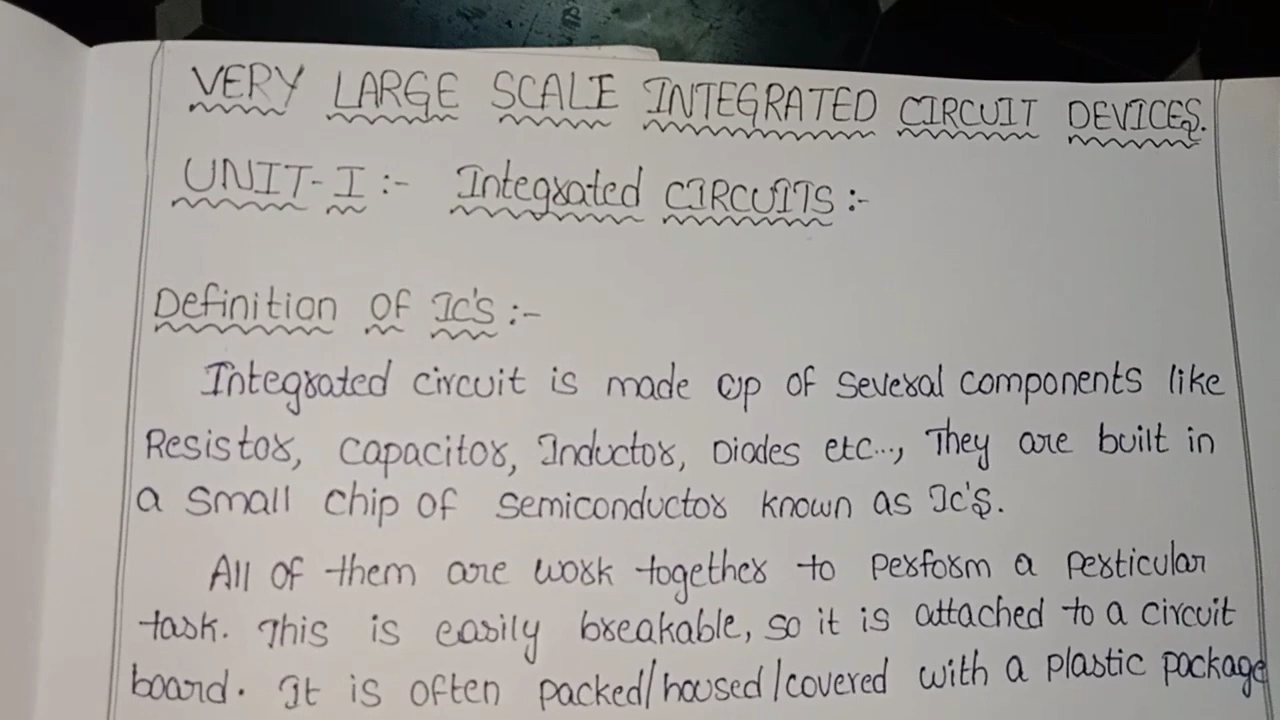 VERY LARGE SCALE INTEGRATED CIRCUIT DEVICES.
UNIT-I :- Integrated CIRCUITS :-
Definition OF IC'S :-
Integrated circuit is made up of several components like
Resistor, capacitor, Inductor, Diodes etc..., They are built in
a small chip of semiconductor known as Ic's.
All of them are work together to perform a perticular
task. This is easily breakable, so it is attached to a circuit
board. It is often packed/housed/covered with a plastic package